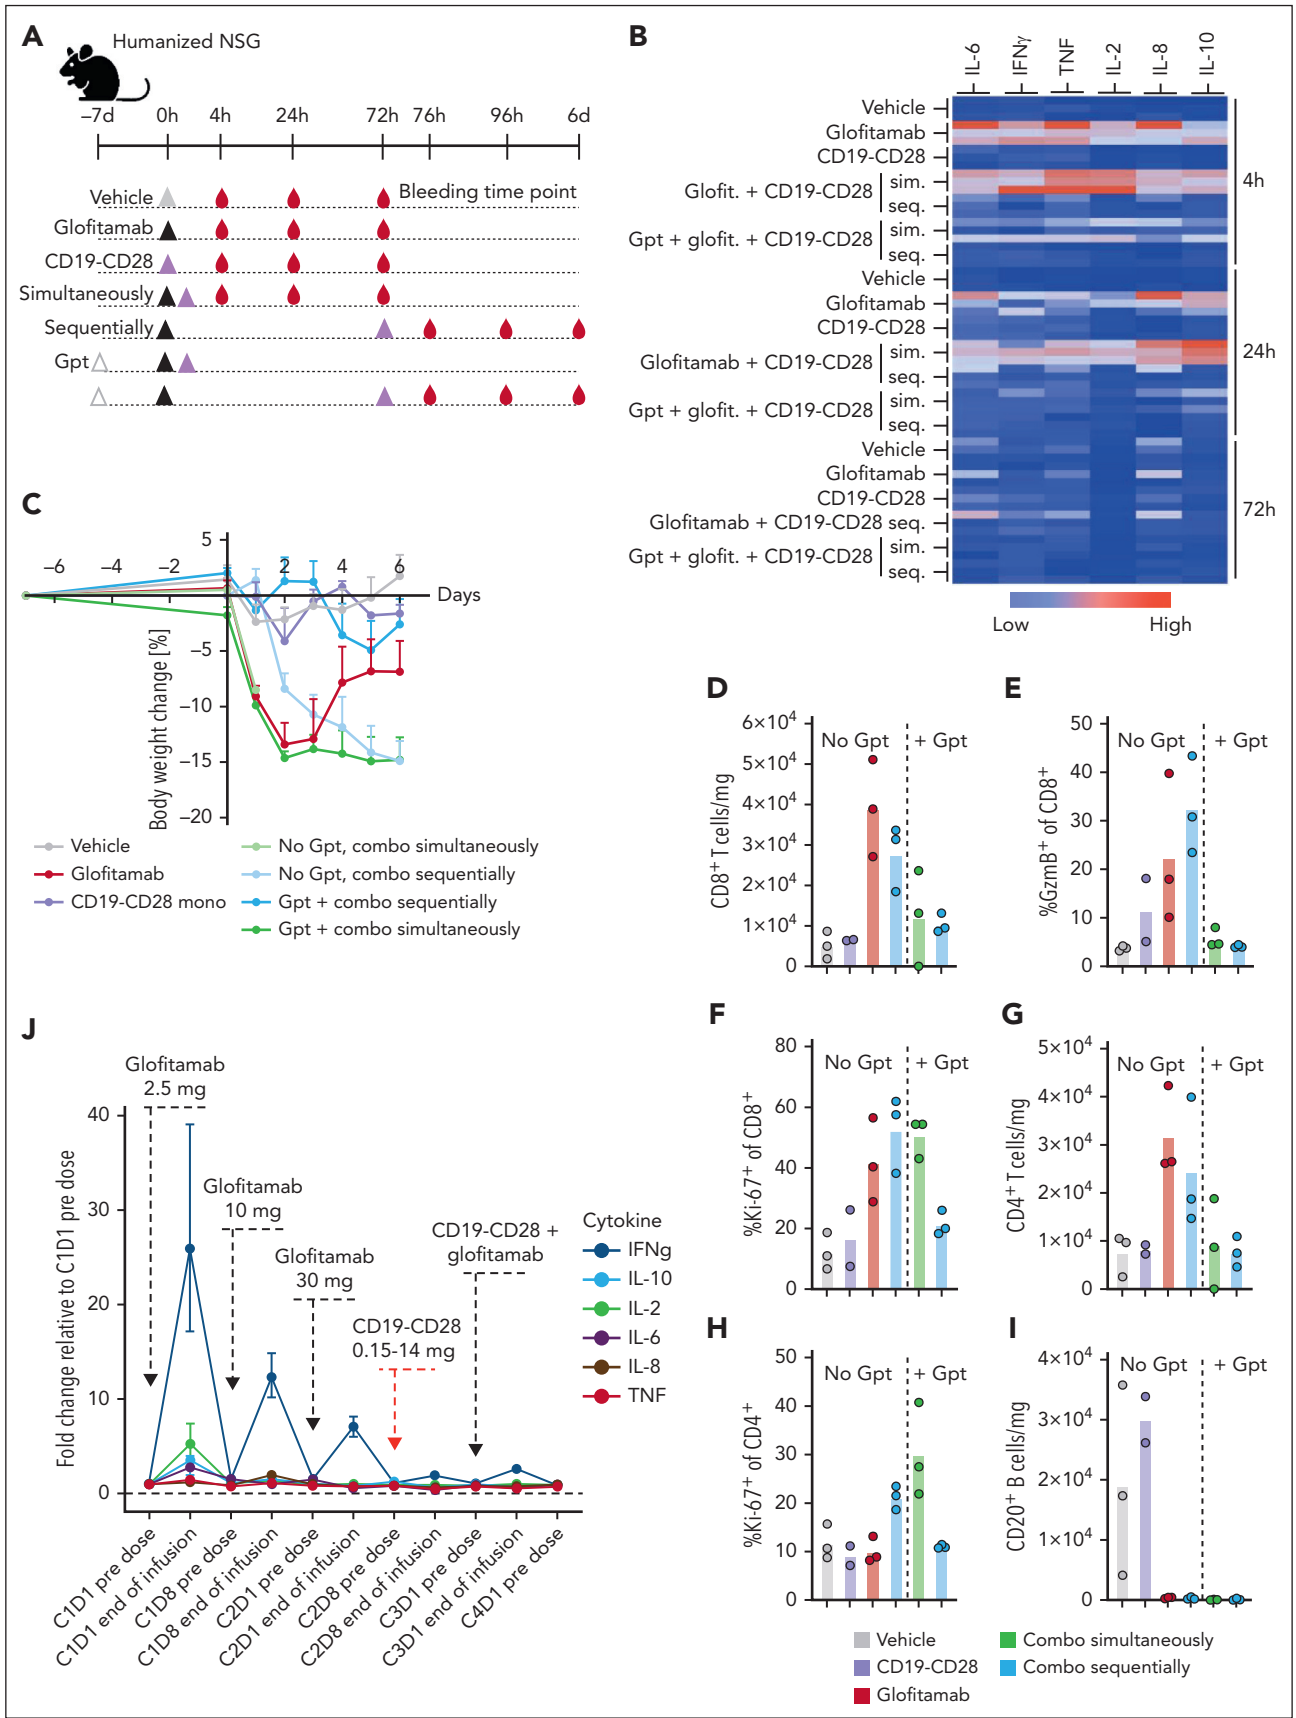 A
Humanized NSG
−7d 0h 4h 24h 72h 76h 96h 6d
Vehicle
Bleeding time point
Glofitamab
CD19-CD28
Simultaneously
Sequentially
Gpt
B
IL-6 IFNγ TNF IL-2 IL-8 IL-10
Vehicle
Glofitamab
CD19-CD28
Glofit. + CD19-CD28
sim.
seq.
Gpt + glofit. + CD19-CD28
sim.
seq.
4h
Vehicle
Glofitamab
CD19-CD28
Glofitamab + CD19-CD28
sim.
seq.
Gpt + glofit. + CD19-CD28
sim.
seq.
24h
Vehicle
Glofitamab
CD19-CD28
Glofitamab + CD19-CD28 seq.
Gpt + glofit. + CD19-CD28
sim.
seq.
72h
Low High
C
5
−6 −4 −2 2 4 6
Days
−5
−10
−15
−20
Body weight change [%]
Vehicle
Glofitamab
CD19-CD28 mono
No Gpt, combo simultaneously
No Gpt, combo sequentially
Gpt + combo sequentially
Gpt + combo simultaneously
D
CD8⁺ T cells/mg
6×10⁴
5×10⁴
4×10⁴
3×10⁴
2×10⁴
1×10⁴
0
No Gpt + Gpt
E
%GzmB⁺ of CD8⁺
50
40
30
20
10
0
No Gpt + Gpt
F
%Ki-67⁺ of CD8⁺
80
60
40
20
0
No Gpt + Gpt
G
CD4⁺ T cells/mg
5×10⁴
4×10⁴
3×10⁴
2×10⁴
1×10⁴
0
No Gpt + Gpt
H
%Ki-67⁺ of CD4⁺
50
40
30
20
10
0
No Gpt + Gpt
I
CD20⁺ B cells/mg
4×10⁴
3×10⁴
2×10⁴
1×10⁴
0
No Gpt + Gpt
Vehicle
CD19-CD28
Glofitamab
Combo simultaneously
Combo sequentially
J
Fold change relative to C1D1 pre dose
40
30
20
10
0
Glofitamab
2.5 mg
Glofitamab
10 mg
Glofitamab
30 mg
CD19-CD28
0.15-14 mg
CD19-CD28 +
glofitamab
Cytokine
IFNg
IL-10
IL-2
IL-6
IL-8
TNF
C1D1 pre dose
C1D1 end of infusion
C1D8 pre dose
C1D8 end of infusion
C2D1 pre dose
C2D1 end of infusion
C2D8 pre dose
C2D8 end of infusion
C3D1 pre dose
C3D1 end of infusion
C4D1 pre dose